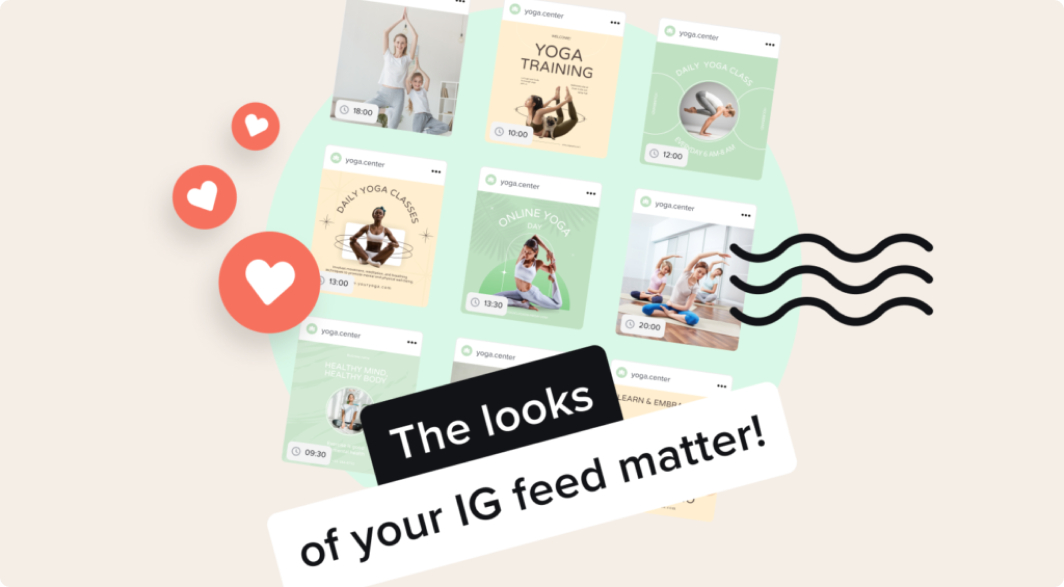 18:00
yoga.center
WELCOME!
YOGA
TRAINING
10:00
yoga.center
DAILY YOGA CLASS
12:00
yoga.center
DAILY YOGA CLASSES
13:00
yoga.center
ONLINE YOGA
DAY
13:30
yoga.center
20:00
yoga.center
HEALTHY MIND,
HEALTHY BODY
09:30
yoga.center
yoga.center
LEARN & EMBRA
The looks
of your IG feed matter!